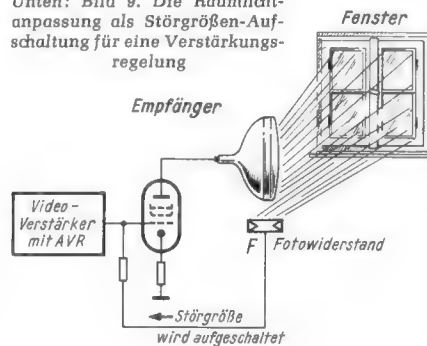 Unten: Bild 9. Die Raumlicht-
anpassung als Störgrößen-Auf-
schaltung für eine Verstärkungs-
regelung
Fenster
Empfänger
Video-
Verstärker
mit AVR
F Fotowiderstand
Störgröße
wird aufgeschaltet